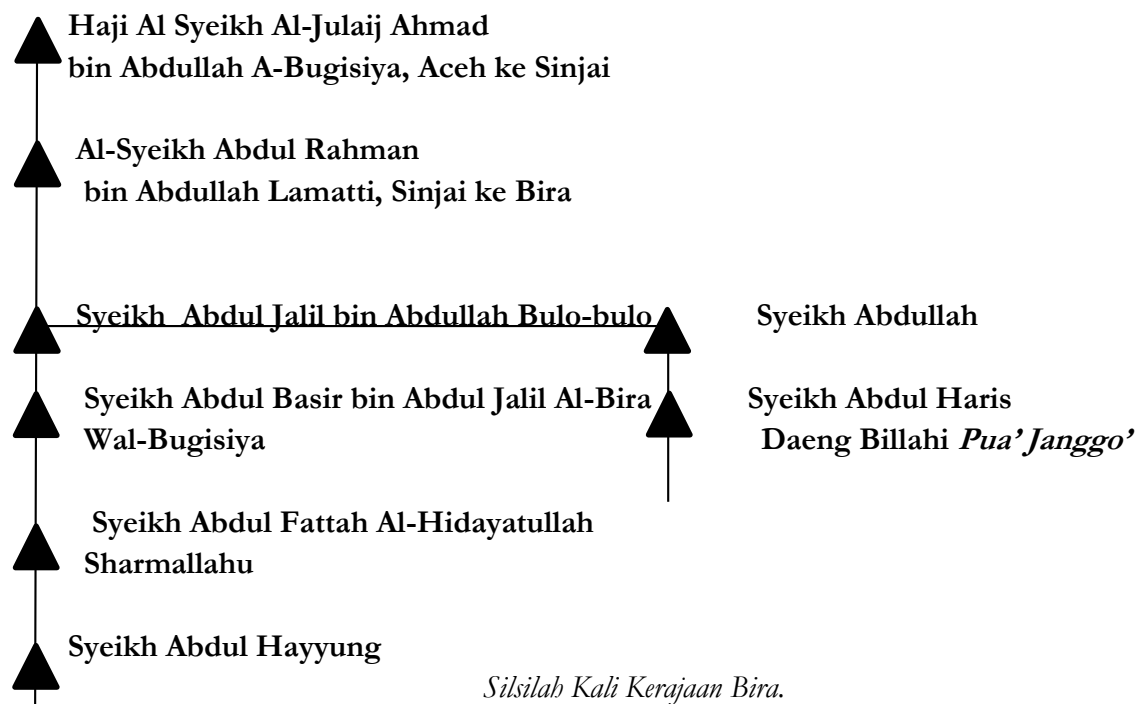 Haji Al Syeikh Al-Julaij Ahmad
bin Abdullah A-Bugisiya, Aceh ke Sinjai
Al-Syeikh Abdul Rahman
bin Abdullah Lamatti, Sinjai ke Bira
Syeikh Abdul Jalil bin Abdullah Bulo-bulo
Syeikh Abdullah
Syeikh Abdul Basir bin Abdul Jalil Al-Bira
Wal-Bugisiya
Syeikh Abdul Haris
Daeng Billahi Pua' Janggo'
Syeikh Abdul Fattah Al-Hidayatullah
Sharmallahu
Syeikh Abdul Hayyung
Silsilah Kali Kerajaan Bira.